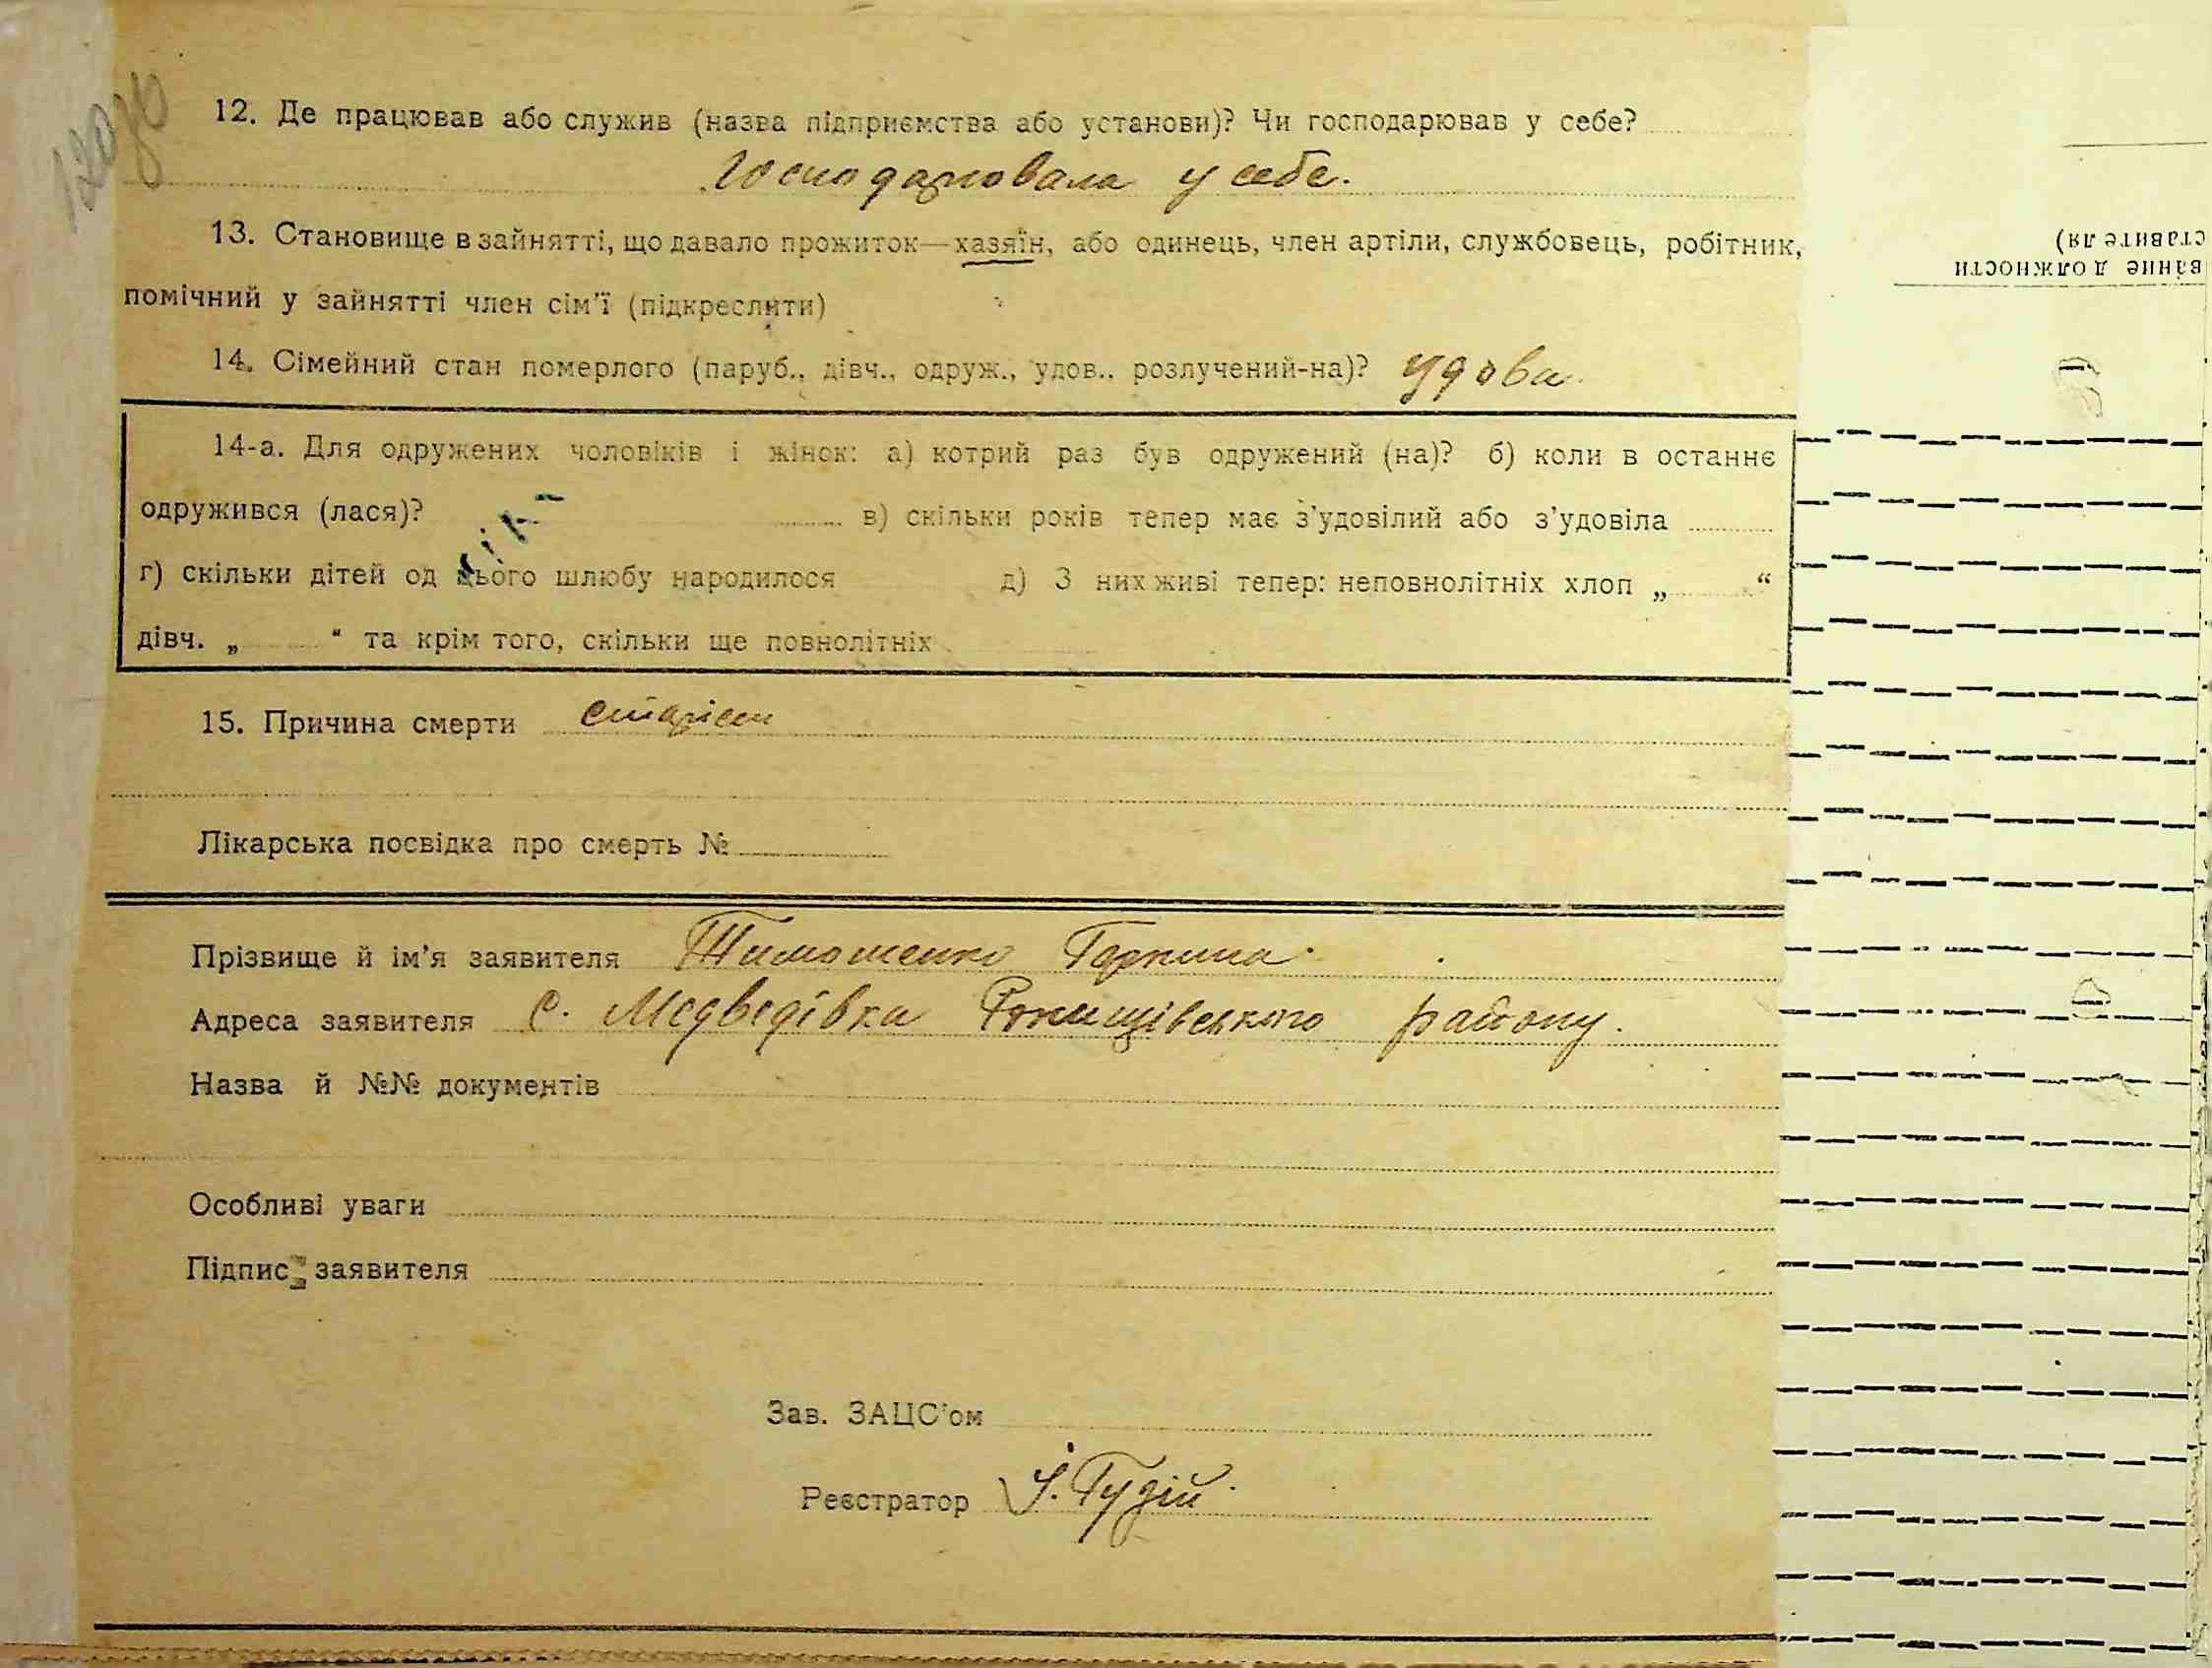 12. Де працював або служив (назва підприємства або установи)? Чи господарював у себе?
Господарювала у себе.
13. Становище в зайнятті, що давало прожиток—хазяїн, або одинець, член артіли, службовець, робітник,
помічний у зайнятті член сім'ї (підкреслити)
14. Сімейний стан померлого (паруб., дівч., одруж., удов.. розлучений-на)? Удова
14-а. Для одружених чоловіків і жінок: а) котрий раз був одружений (на)? б) коли в останнє
одружився (лася)? в) скільки років тепер має з'удовілий або з'удовіла
г) скільки дітей од цього шлюбу народилося д) З них живі тепер: неповнолітніх хлоп „ “
дівч. „ “ та крім того, скільки ще повнолітніх
15. Причина смерти старість
Лікарська посвідка про смерть №
Прізвище й ім'я заявителя Тимошенко Горпина
Адреса заявителя С. Медведівка району.
Назва й №№ документів
Особливі уваги
Підпис заявителя
Зав. ЗАЦС'ом
Реєстратор Гудій
вание должности
ставителя)